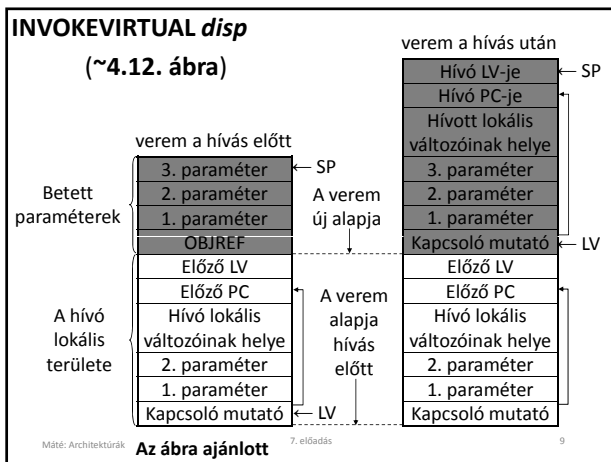 INVOKEVIRTUAL disp
(~4.12. ábra)
verem a hívás előtt
3. paraméter
2. paraméter
1. paraméter
OBJREF
Előző LV
Előző PC
Hívó lokális
változóinak helye
2. paraméter
1. paraméter
Kapcsoló mutató
Betett
paraméterek
A hívó
lokális
területe
SP
LV
A verem
új alapja
A verem
alapja
hívás
előtt
verem a hívás után
Hívó LV-je
Hívó PC-je
Hívott lokális
változóinak helye
3. paraméter
2. paraméter
1. paraméter
Kapcsoló mutató
Előző LV
Előző PC
Hívó lokális
változóinak helye
2. paraméter
1. paraméter
Kapcsoló mutató
SP
LV
Máté: Architektúrák
Az ábra ajánlott
7. előadás
9